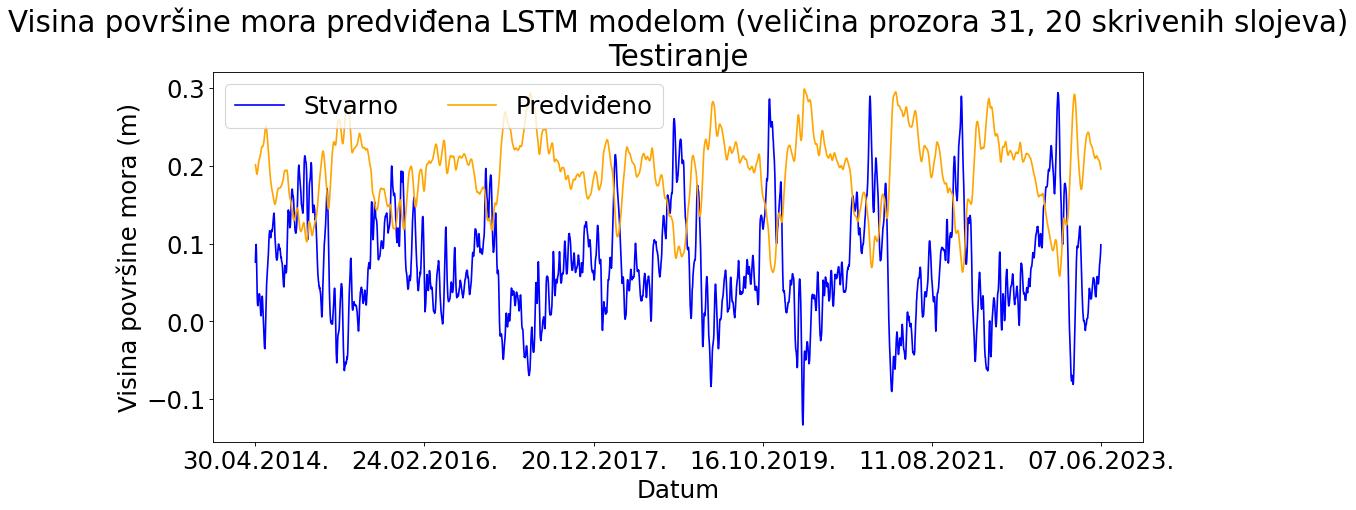 Visina površine mora predviđena LSTM modelom (veličina prozora 31, 20 skrivenih slojeva)
Testiranje
Stvarno Predviđeno
Visina površine mora (m)
0.3
0.2
0.1
0.0
−0.1
30.04.2014. 24.02.2016. 20.12.2017. 16.10.2019. 11.08.2021. 07.06.2023.
Datum